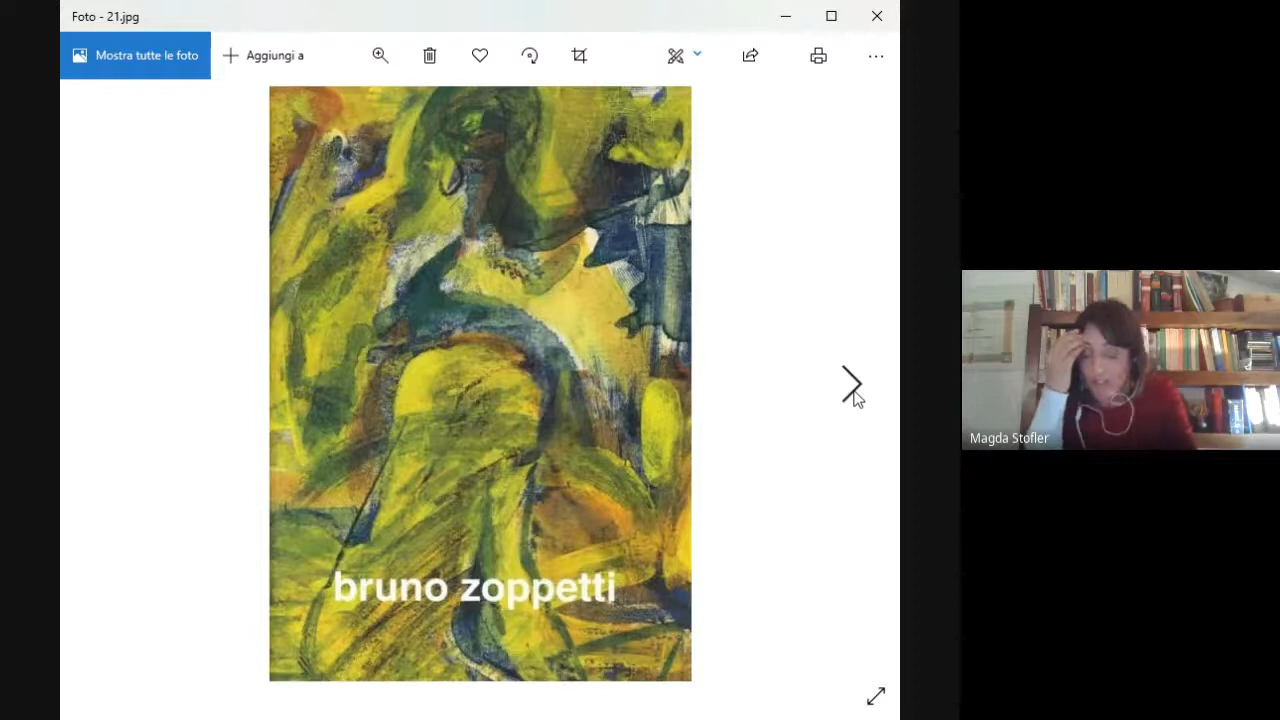 Foto - 21.jpg
Mostra tutte le foto
Aggiungi a
bruno zoppetti
Magda Stofler